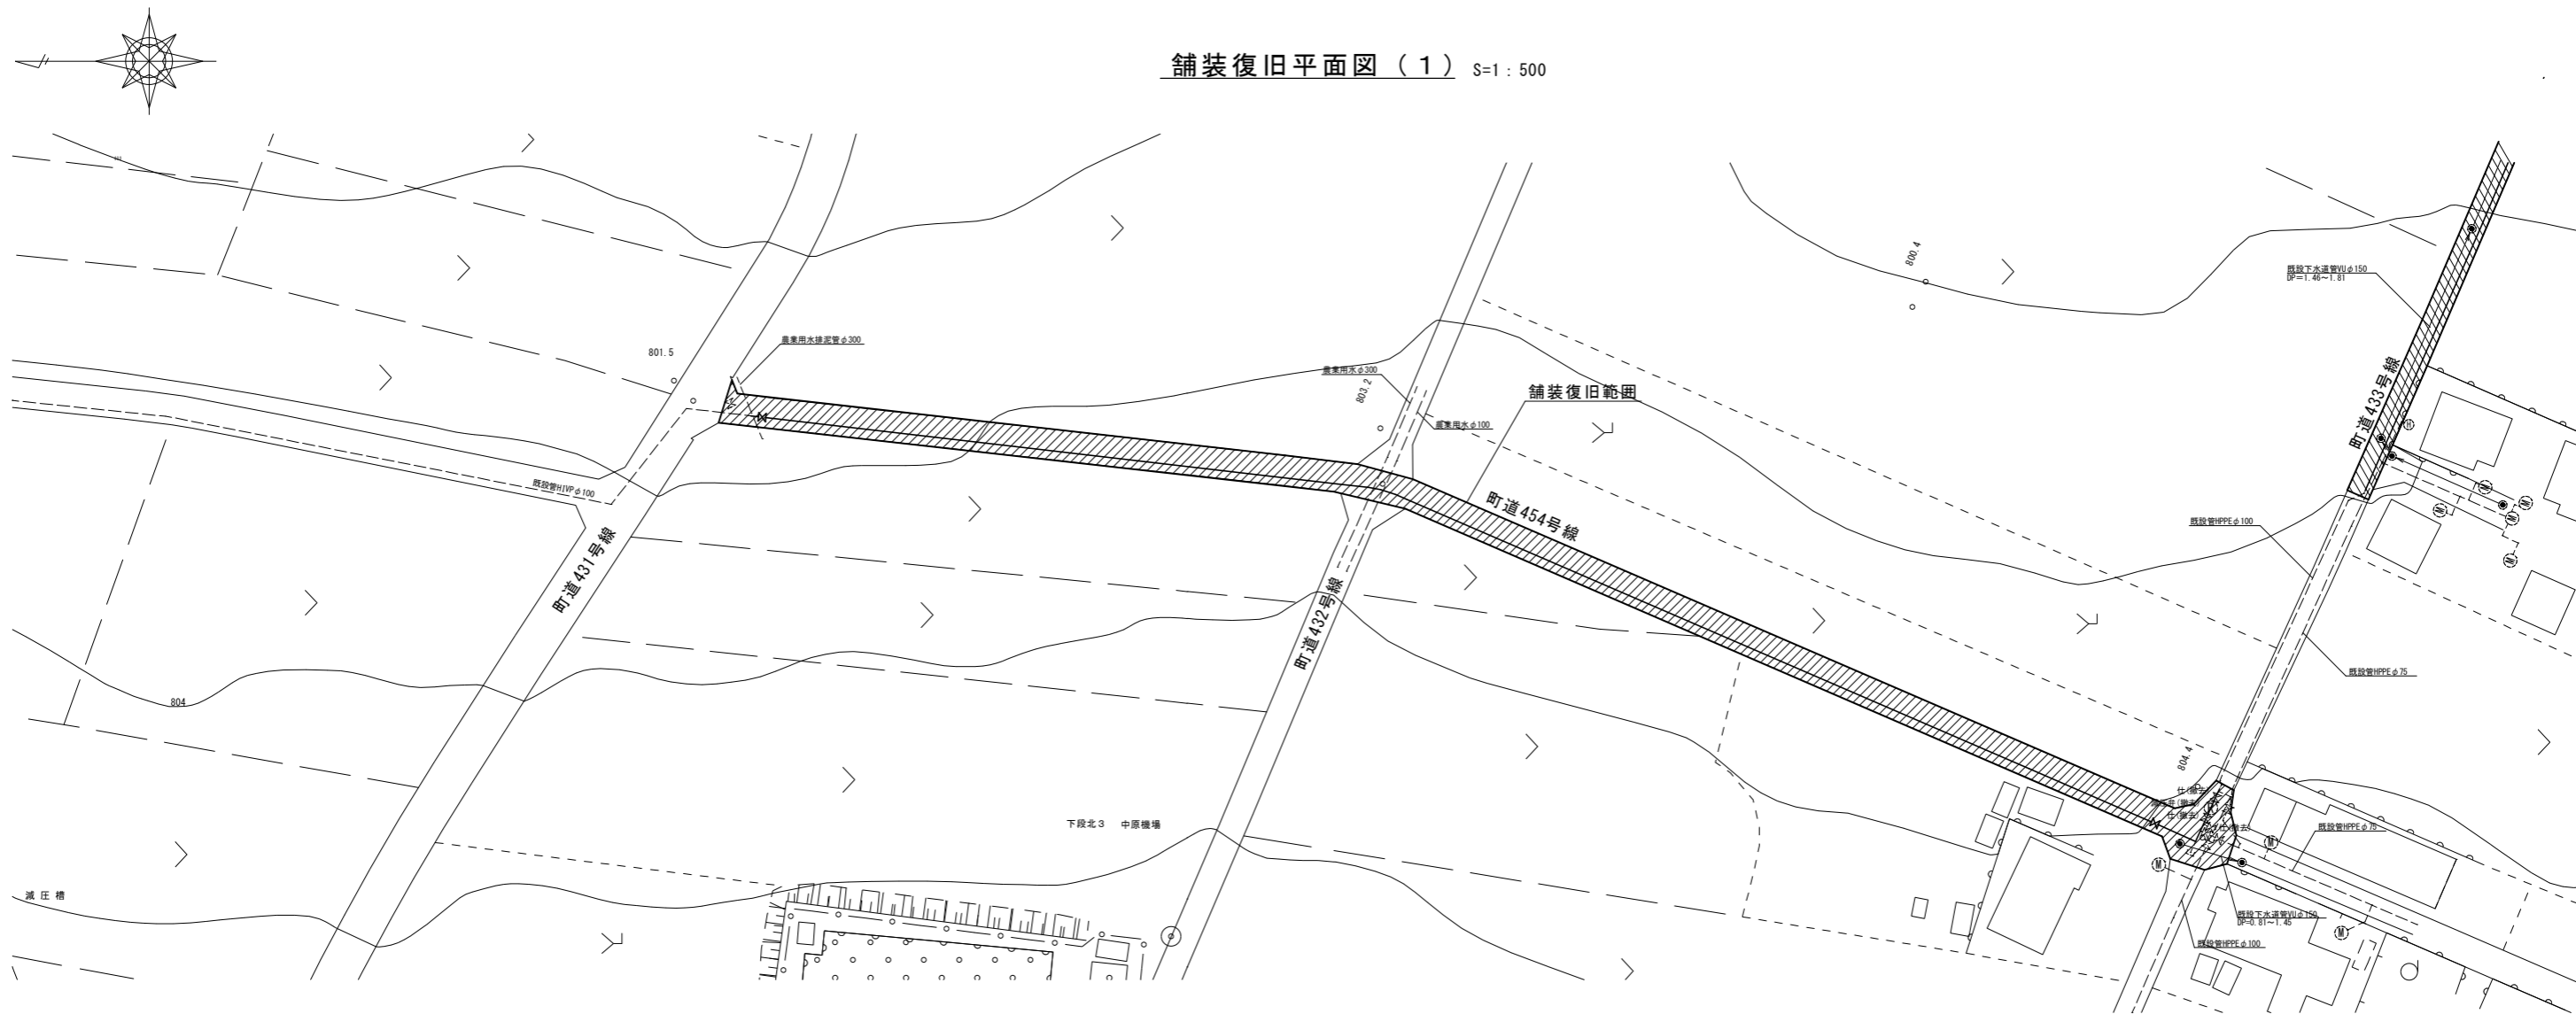 舗装復旧平面図（１） S=1：500
800.4
既設下水道管VUφ150
DP＝1.46～1.81
801.5
農業用水排泥管φ300
農業用水φ300
803.2
舗装復旧範囲
農業用水φ100
町道433号線
H
既設管HIVPφ100
町道431号線
町道454号線
既設管HPPEφ100
M
M
M
M
M
町道432号線
既設管HPPEφ75
804
804.4
仕(撤去)
仕(撤去)
下段北３　中原機場
既設管HPPEφ75
M
M
減 圧 槽
既設下水道管VUφ150
DP=0.81～1.45
M
既設管HPPEφ100